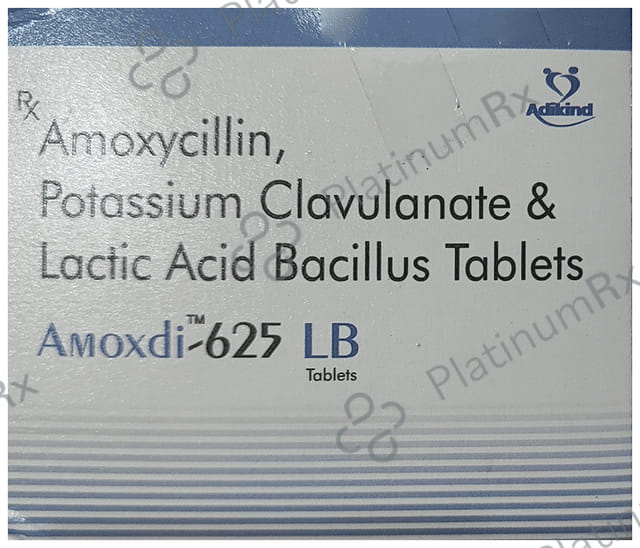 Adikind
Rx
Amoxycillin,
Potassium Clavulanate &
Lactic Acid Bacillus Tablets
AMOXDi™-625 LB
Tablets
PlatinumRx
PlatinumRx